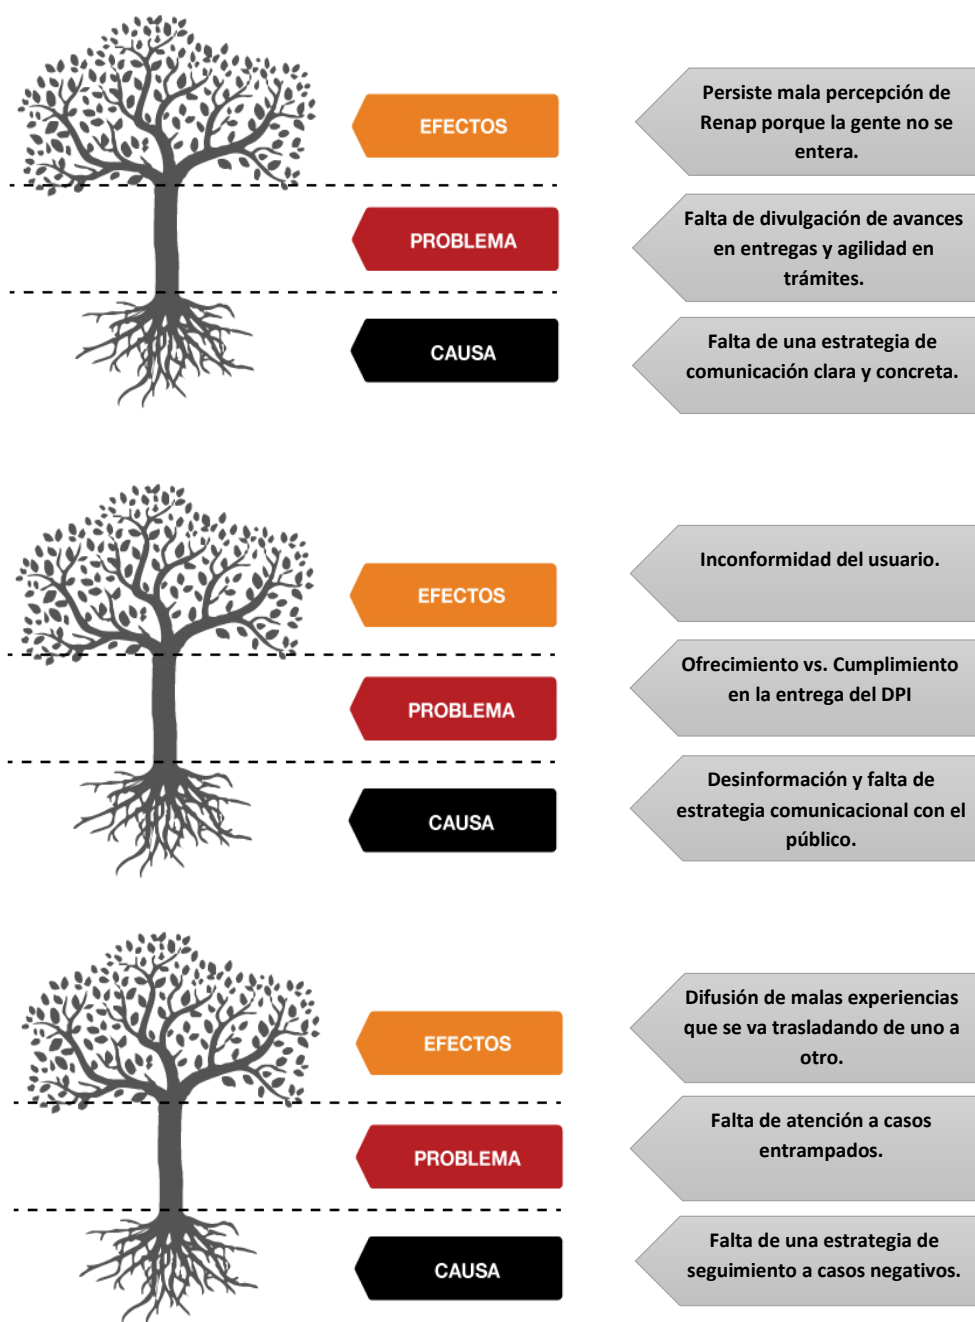 EFECTOS
Persiste mala percepción de
Renap porque la gente no se
entera.
PROBLEMA
Falta de divulgación de avances
en entregas y agilidad en
trámites.
CAUSA
Falta de una estrategia de
comunicación clara y concreta.
EFECTOS
Inconformidad del usuario.
PROBLEMA
Ofrecimiento vs. Cumplimiento
en la entrega del DPI
CAUSA
Desinformación y falta de
estrategia comunicacional con el
público.
EFECTOS
Difusión de malas experiencias
que se va trasladando de uno a
otro.
PROBLEMA
Falta de atención a casos
entrampados.
CAUSA
Falta de una estrategia de
seguimiento a casos negativos.